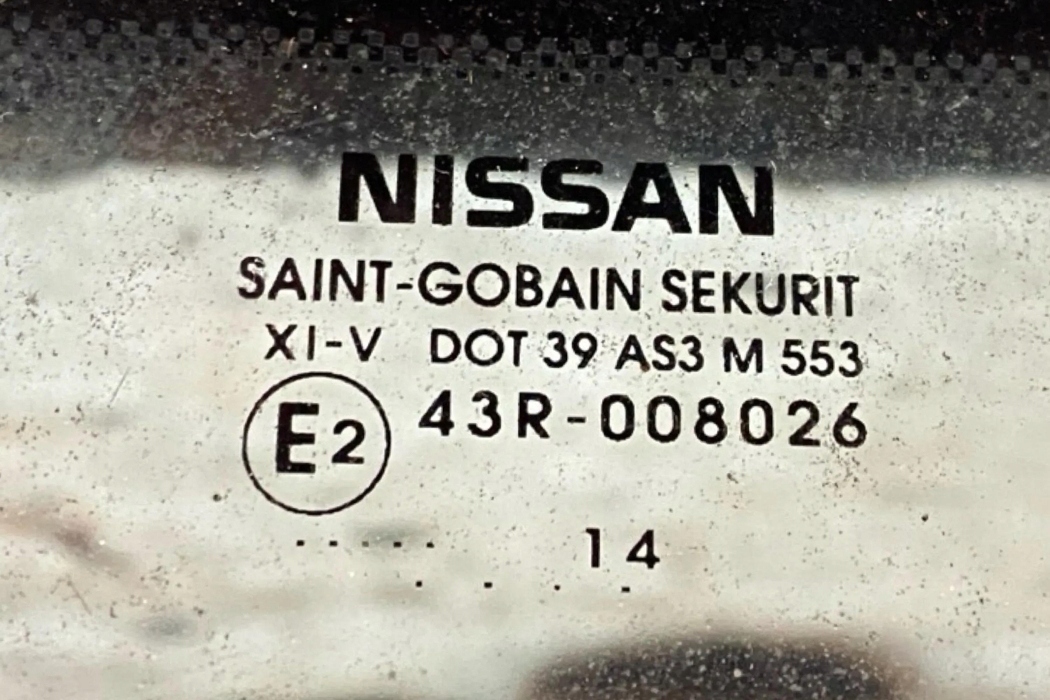 NISSAN
SAINT-GOBAIN SEKURIT
XI-V DOT 39 AS3 M 553
E2 43R-008026
..... 14
. . . .